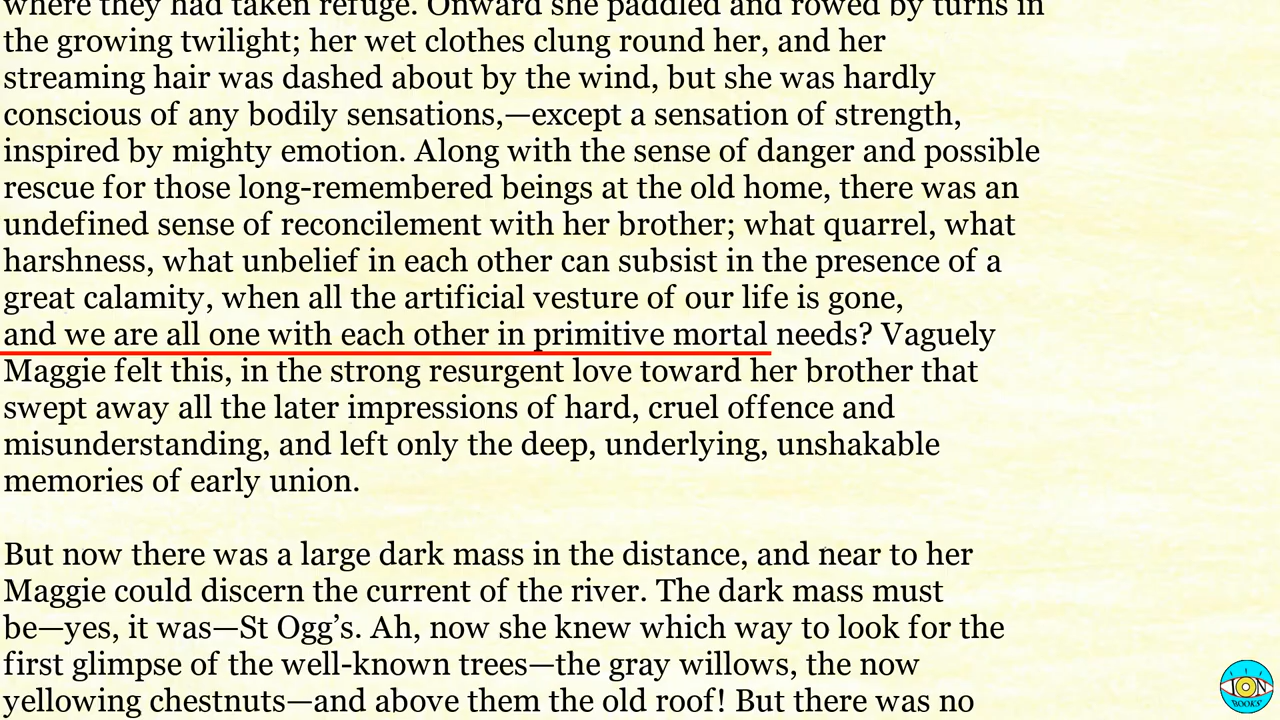 where they had taken refuge. Onward she paddled and rowed by turns in
the growing twilight; her wet clothes clung round her, and her
streaming hair was dashed about by the wind, but she was hardly
conscious of any bodily sensations,—except a sensation of strength,
inspired by mighty emotion. Along with the sense of danger and possible
rescue for those long-remembered beings at the old home, there was an
undefined sense of reconcilement with her brother; what quarrel, what
harshness, what unbelief in each other can subsist in the presence of a
great calamity, when all the artificial vesture of our life is gone,
and we are all one with each other in primitive mortal needs? Vaguely
Maggie felt this, in the strong resurgent love toward her brother that
swept away all the later impressions of hard, cruel offence and
misunderstanding, and left only the deep, underlying, unshakable
memories of early union.
But now there was a large dark mass in the distance, and near to her
Maggie could discern the current of the river. The dark mass must
be—yes, it was—St Ogg’s. Ah, now she knew which way to look for the
first glimpse of the well-known trees—the gray willows, the now
yellowing chestnuts—and above them the old roof! But there was no
ION
BOOKS